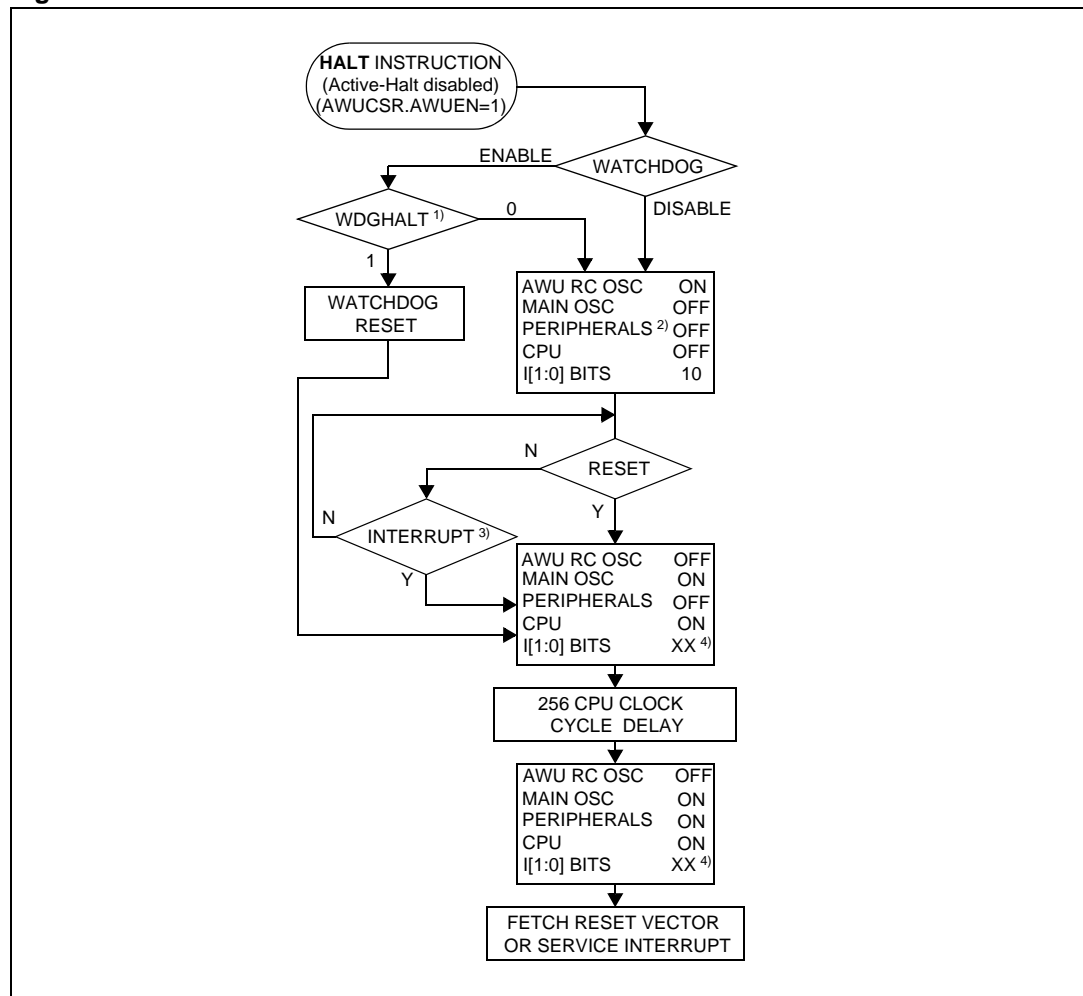 HALT INSTRUCTION
(Active-Halt disabled)
(AWUCSR.AWUEN=1)
ENABLE
WATCHDOG
WDGHALT 1)
0
DISABLE
1
WATCHDOG
RESET
AWU RC OSC ON
MAIN OSC OFF
PERIPHERALS 2) OFF
CPU OFF
I[1:0] BITS 10
N
RESET
Y
N
INTERRUPT 3)
Y
AWU RC OSC OFF
MAIN OSC ON
PERIPHERALS OFF
CPU ON
I[1:0] BITS XX 4)
256 CPU CLOCK
CYCLE DELAY
AWU RC OSC OFF
MAIN OSC ON
PERIPHERALS ON
CPU ON
I[1:0] BITS XX 4)
FETCH RESET VECTOR
OR SERVICE INTERRUPT